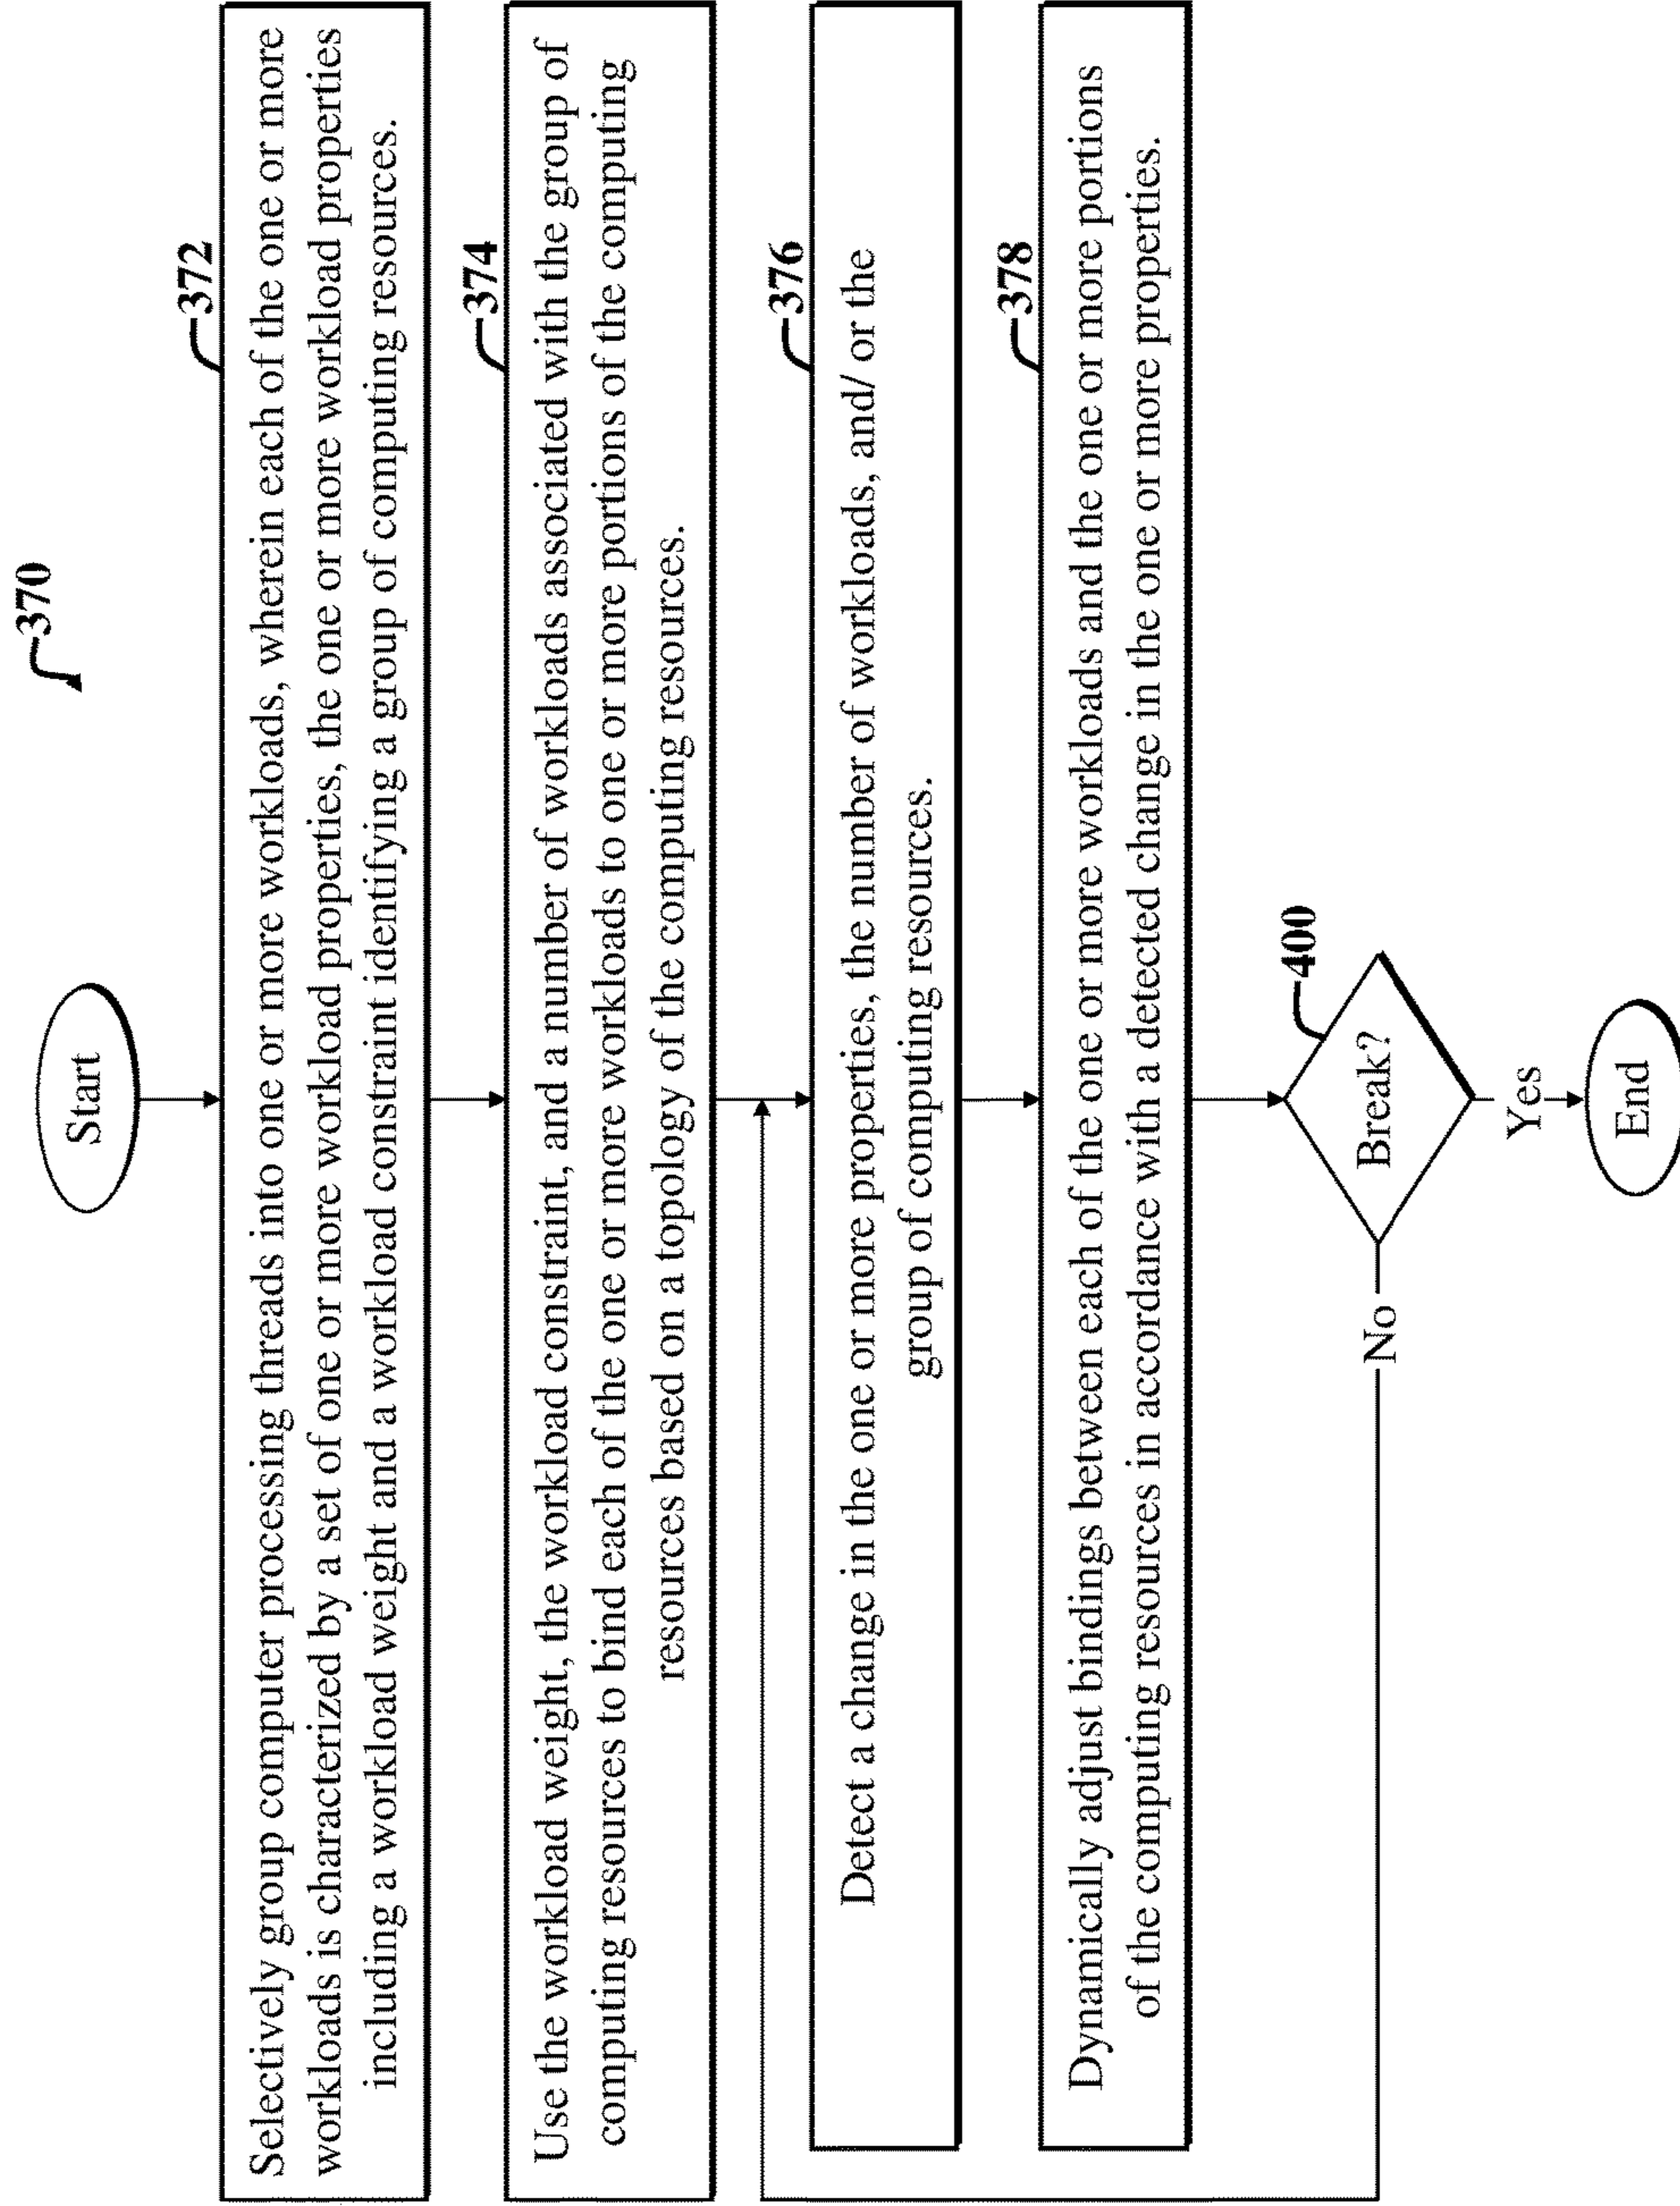 370
Start
372
Selectively group computer processing threads into one or more workloads, wherein each of the one or more
workloads is characterized by a set of one or more workload properties, the one or more workload properties
including a workload weight and a workload constraint identifying a group of computing resources.
374
Use the workload weight, the workload constraint, and a number of workloads associated with the group of
computing resources to bind each of the one or more workloads to one or more portions of the computing
resources based on a topology of the computing resources.
376
Detect a change in the one or more properties, the number of workloads, and/ or the
group of computing resources.
378
Dynamically adjust bindings between each of the one or more workloads and the one or more portions
of the computing resources in accordance with a detected change in the one or more properties.
400
Break?
No
Yes
End